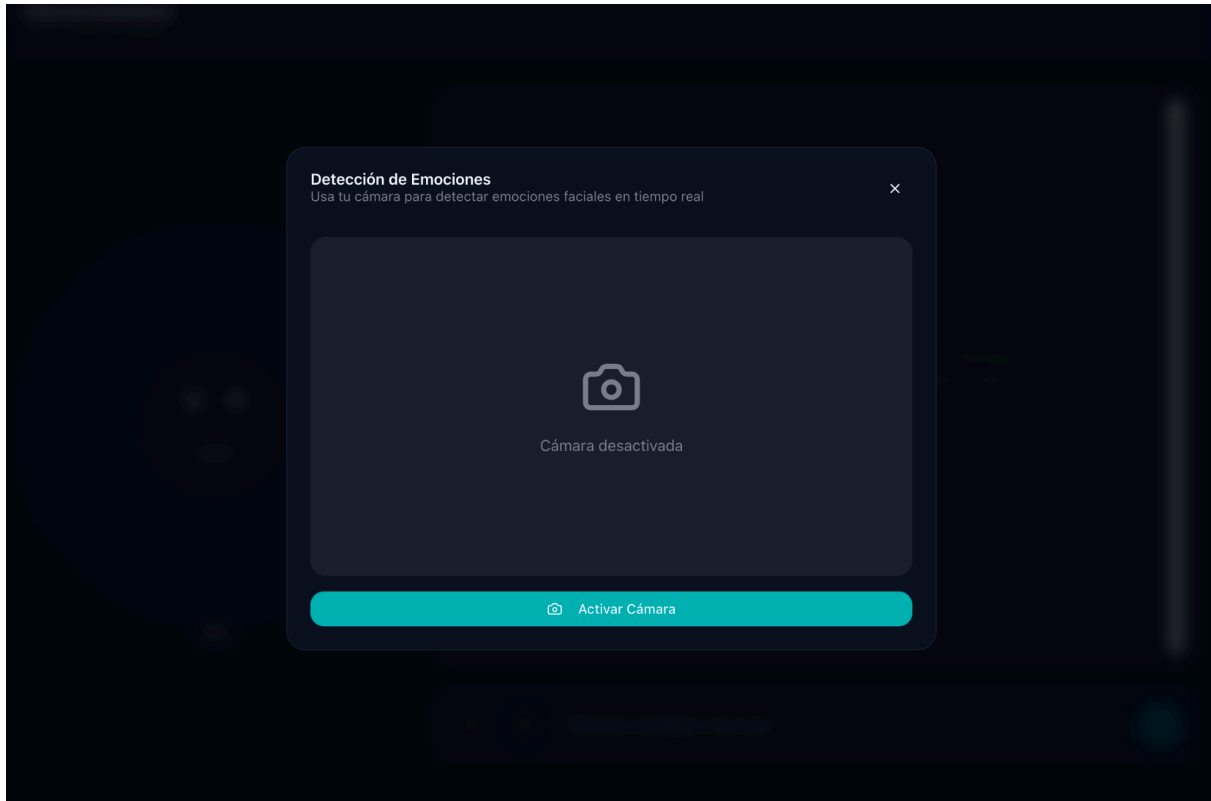 Detección de Emociones
Usa tu cámara para detectar emociones faciales en tiempo real
Cámara desactivada
Activar Cámara